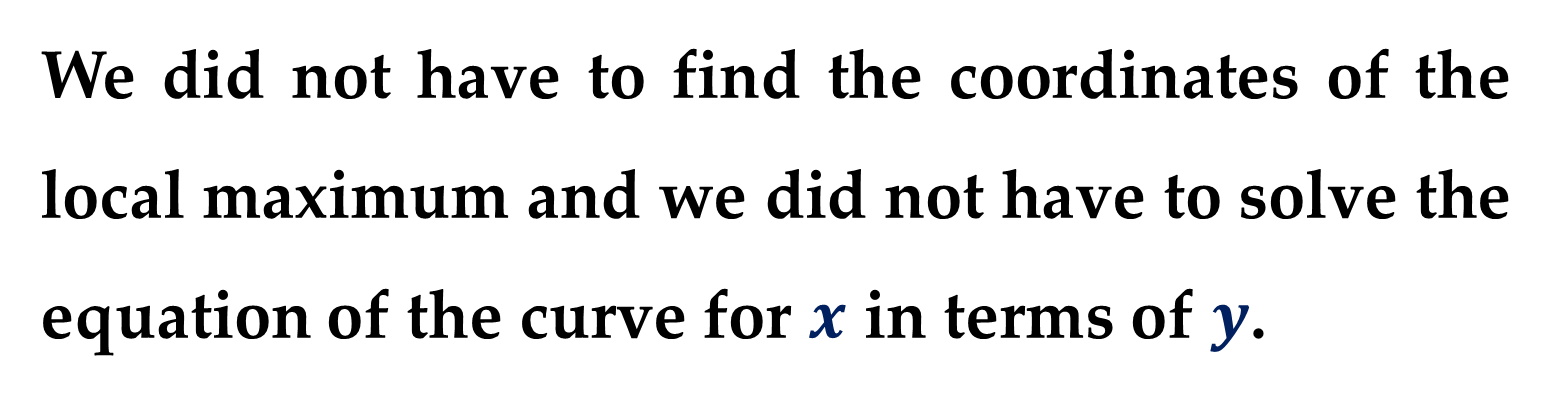 We did not have to find the coordinates of the
local maximum and we did not have to solve the
equation of the curve for x in terms of y.